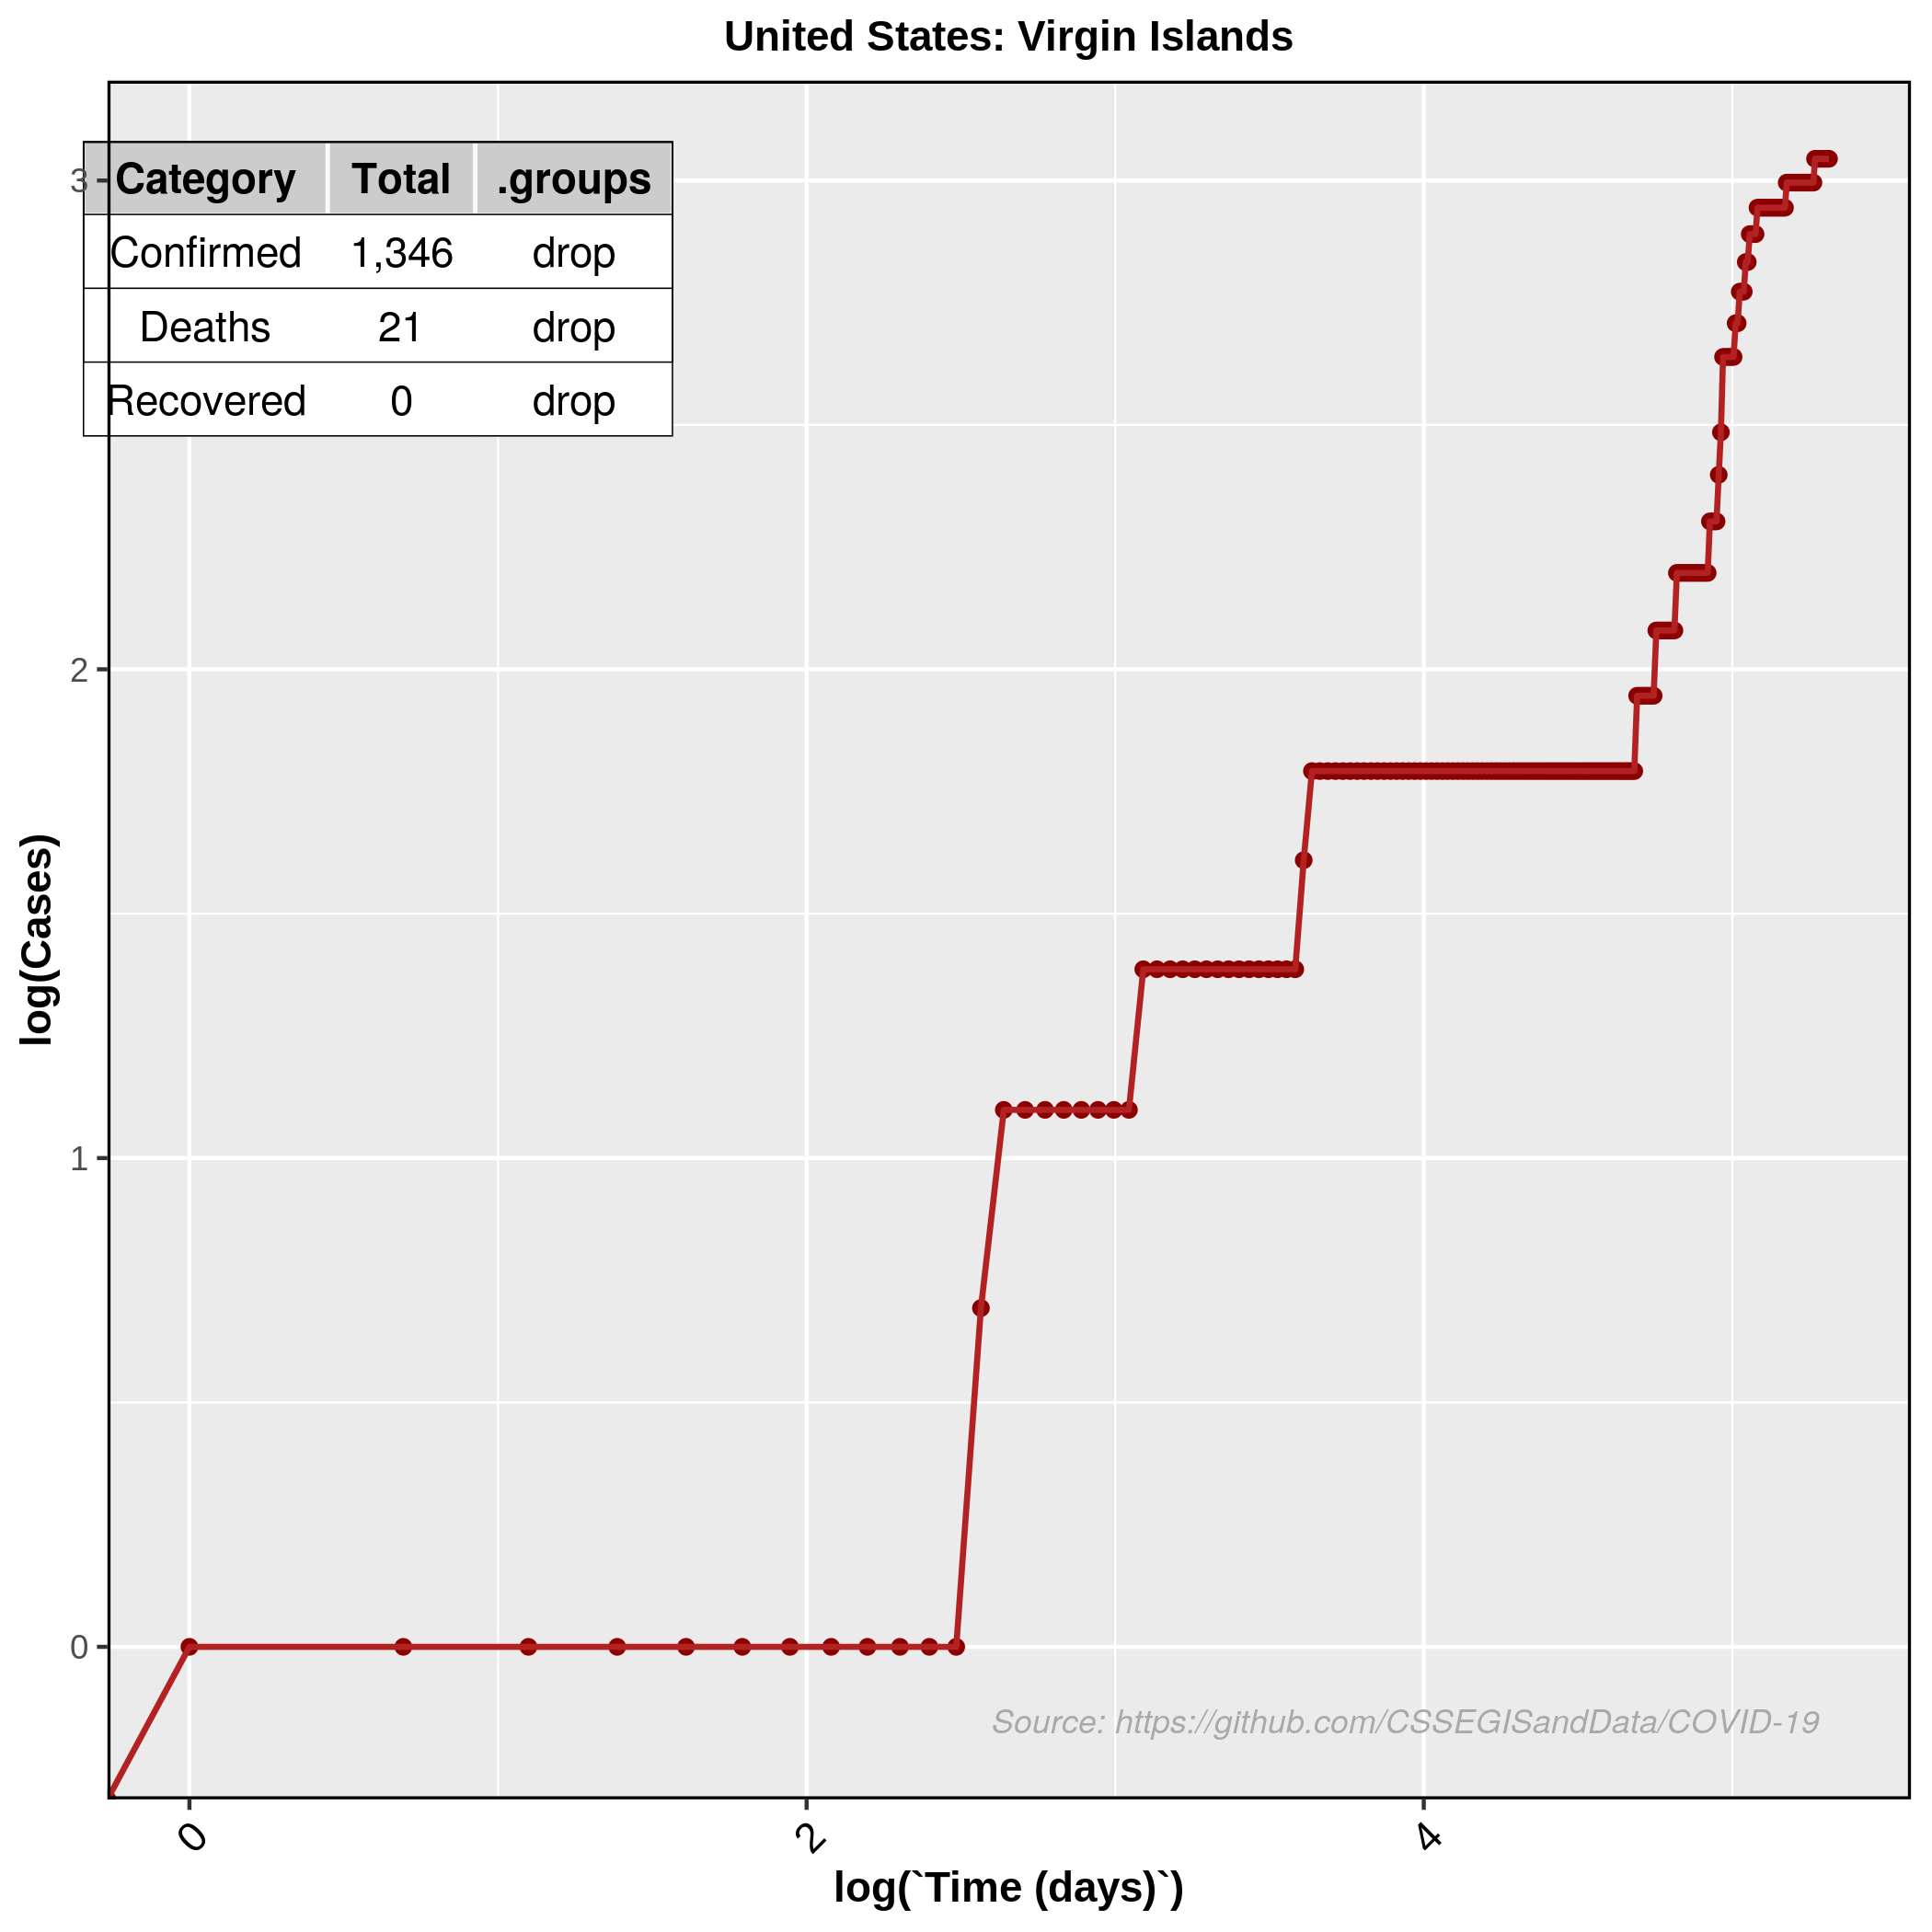 United States: Virgin Islands
Category Total .groups
Confirmed 1,346 drop
Deaths 21 drop
Recovered 0 drop
3
2
1
0
log(Cases)
Source: https://github.com/CSSEGISandData/COVID-19
0 2 4
log(`Time (days)`)